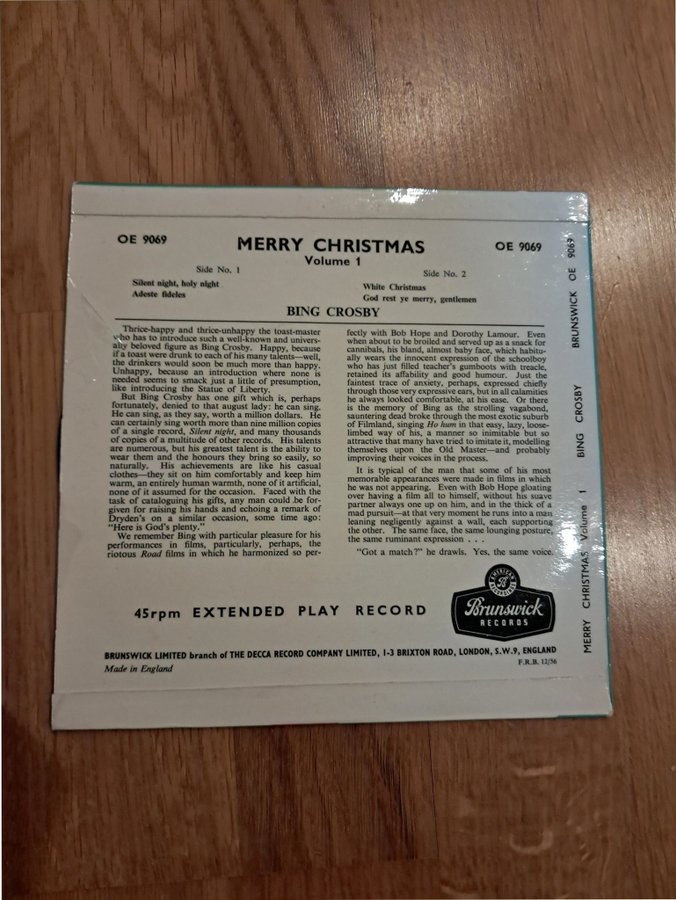 OE 9069
MERRY CHRISTMAS
OE 9069
Volume 1
Side No. 1
Side No. 2
Silent night, holy night
Adeste fideles
White Christmas
God rest ye merry, gentlemen
BING CROSBY
Thrice-happy and thrice-unhappy the toast-master
who has to introduce such a well-known and univers-
ally beloved figure as Bing Crosby. Happy, because
if a toast were drunk to each of his many talents—well,
the drinkers would soon be much more than happy.
Unhappy, because an introduction where none is
needed seems to smack just a little of presumption,
like introducing the Statue of Liberty.
But Bing Crosby has one gift which is, perhaps
fortunately, denied to that august lady: he can sing.
He can sing, as they say, worth a million dollars. He
can certainly sing worth more than nine million copies
of a single record, Silent night, and many thousands
of copies of a multitude of other records. His talents
are numerous, but his greatest talent is the ability to
wear them and the honours they bring so easily, so
naturally. His achievements are like his casual
clothes—they sit on him comfortably and keep him
warm, an entirely human warmth, none of it artificial,
none of it assumed for the occasion. Faced with the
task of cataloguing his gifts, any man could be for-
given for raising his hands and echoing a remark of
Dryden's on a similar occasion, some time ago:
"Here is God's plenty."
We remember Bing with particular pleasure for his
performances in films, particularly, perhaps, the
riotous Road films in which he harmonized so per-
fectly with Bob Hope and Dorothy Lamour. Even
when about to be broiled and served up as a snack for
cannibals, his bland, almost baby face, which habitu-
ally wears the innocent expression of the schoolboy
who has just filled teacher's gumboots with treacle,
retained its affability and good humour. Just the
faintest trace of anxiety, perhaps, expressed chiefly
through those very expressive ears, but in all calamities
he always looked comfortable, at his ease. Or there
is the memory of Bing as the strolling vagabond,
sauntering dead broke through the most exotic suburb
of Filmland, singing Ho hum in that easy, lazy, loose-
limbed way of his, a manner so inimitable but so
attractive that many have tried to imitate it, modelling
themselves upon the Old Master—and probably
improving their voices in the process.
It is typical of the man that some of his most
memorable appearances were made in films in which
he was not appearing. Even with Bob Hope gloating
over having a film all to himself, without his suave
partner always one up on him, and in the thick of a
mad pursuit—at that very moment be runs into a man
leaning negligently against a wall, each supporting
the other. The same face, the same lounging posture,
the same ruminant expression . . .
"Got a match?" he drawls. Yes, the same voice.
45rpm EXTENDED PLAY RECORD
AMERICAN
B
RECORDING
Brunswick
RECORDS
BRUNSWICK LIMITED branch of THE DECCA RECORD COMPANY LIMITED, 1-3 BRIXTON ROAD, LONDON, S.W.9, ENGLAND
Made in England
F.R.B. 12/56
MERRY CHRISTMAS Volume 1 BING CROSBY BRUNSWICK OE 9069